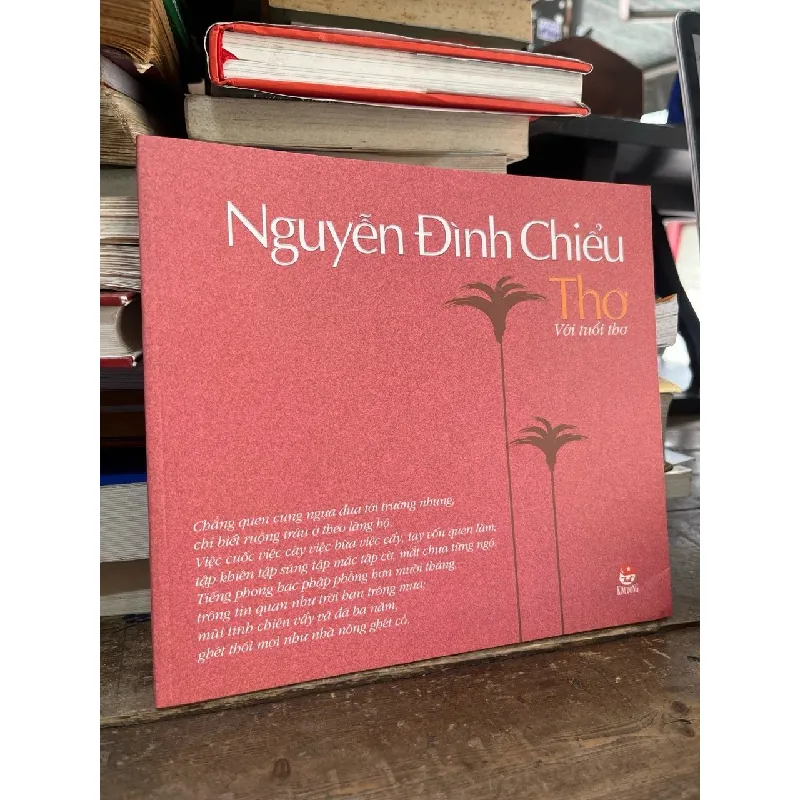 Nguyễn Đình Chiểu
Thơ
Với tuổi thơ
Chẳng quen cung ngựa đua tới trường nhung,
chỉ biết ruộng trâu ở theo làng bộ.
Việc cuốc việc cày việc bừa việc cấy, tay vốn quen làm,
tập khiên tập súng tập mác tập cờ, mắt chưa từng ngó.
Tiếng phong hạc phập phồng hơn mười tháng,
trông tin quan như trời hạn trông mưa;
mùi tinh chiên vấy vá đã ba năm,
ghét thói mọi như nhà nông ghét cỏ.
KIM ĐỒNG